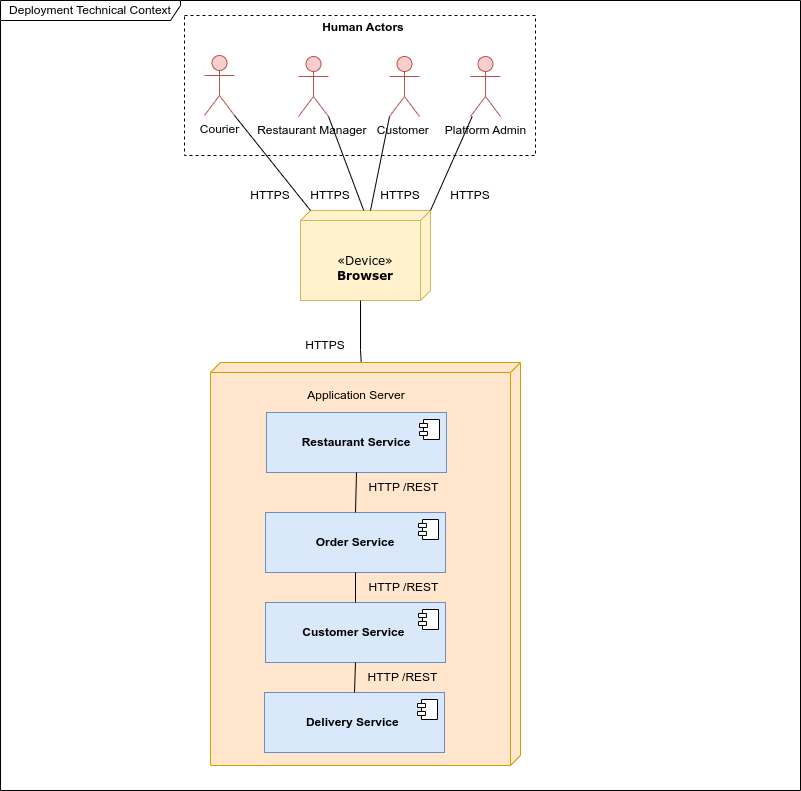 Deployment Technical Context
Human Actors
Courier
Restaurant Manager
Customer
Platform Admin
HTTPS
HTTPS
HTTPS
HTTPS
«Device»
Browser
HTTPS
Application Server
Restaurant Service
HTTP /REST
Order Service
HTTP /REST
Customer Service
HTTP /REST
Delivery Service